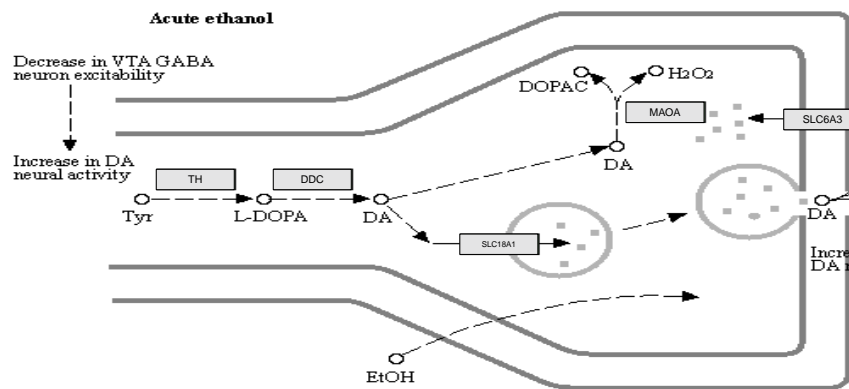 Acute ethanol
Decrease in VTA GABA
neuron excitability
Increase in DA
neural activity
TH
DDC
Tyr
L-DOPA
DA
SLC18A1
DOPAC
H2O2
MAOA
SLC6A3
DA
DA
DA
EtOH